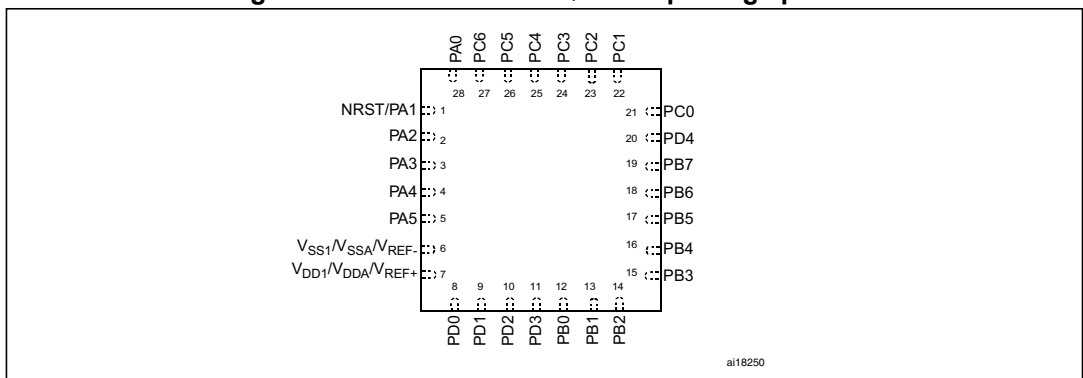 PA0 PC6 PC5 PC4 PC3 PC2 PC1
28 27 26 25 24 23 22
NRST/PA1 1
PA2 2
PA3 3
PA4 4
PA5 5
VSS1/VSSA/VREF- 6
VDD1/VDDA/VREF+ 7
21 PC0
20 PD4
19 PB7
18 PB6
17 PB5
16 PB4
15 PB3
8 9 10 11 12 13 14
PD0 PD1 PD2 PD3 PB0 PB1 PB2
ai18250